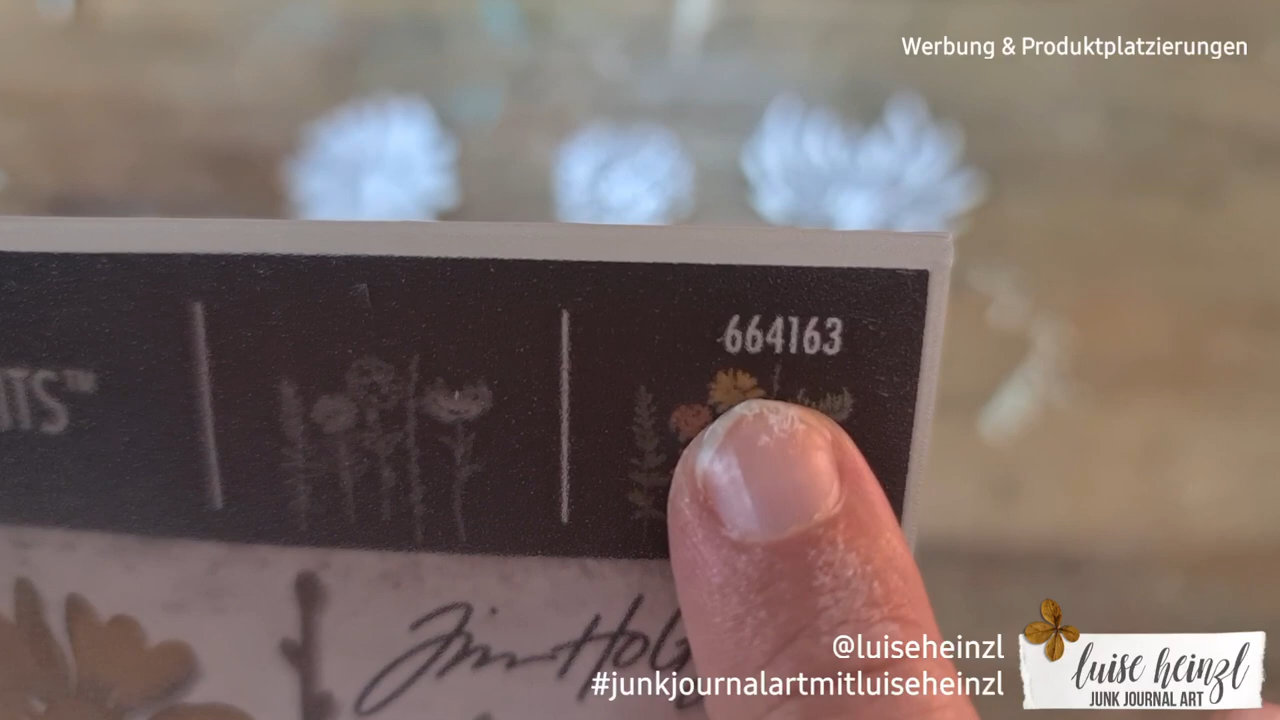 Werbung & Produktplatzierungen
664163
@luiseheinzl
#junkjournalartmitluiseheinzl
luise heinzl
JUNK JOURNAL ART